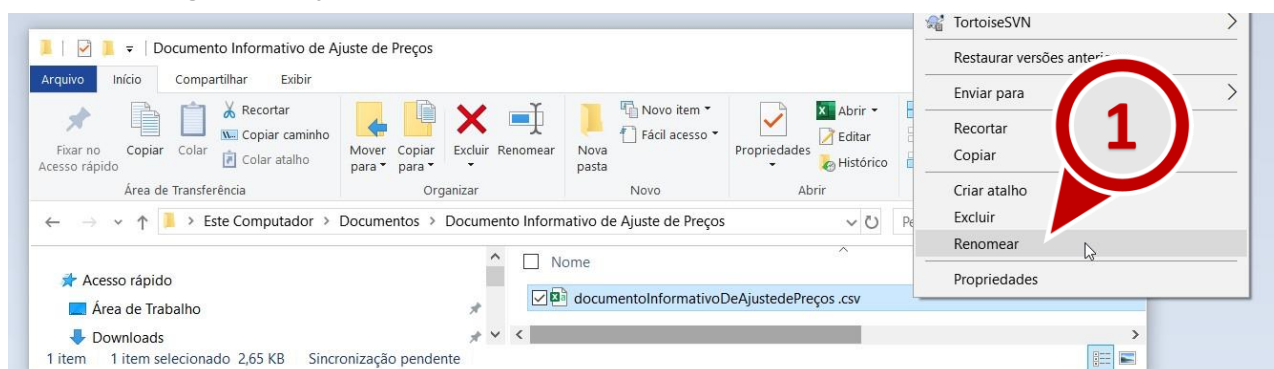 Documento Informativo de Ajuste de Preços
Arquivo Início Compartilhar Exibir
Fixar no Acesso rápido
Copiar
Colar
Recortar
Copiar caminho
Colar atalho
Mover para
Copiar para
Excluir
Renomear
Nova pasta
Novo item
Fácil acesso
Propriedades
Abrir
Editar
Histórico
Área de Transferência Organizar Novo Abrir
Este Computador > Documentos > Documento Informativo de Ajuste de Preços
Acesso rápido
Área de Trabalho
Downloads
Nome
documentoInformativoDeAjustedePreços .csv
1 item 1 item selecionado 2,65 KB Sincronização pendente
TortoiseSVN
Restaurar versões
Enviar para
Recortar
Copiar
Criar atalho
Excluir
Renomear
Propriedades
1